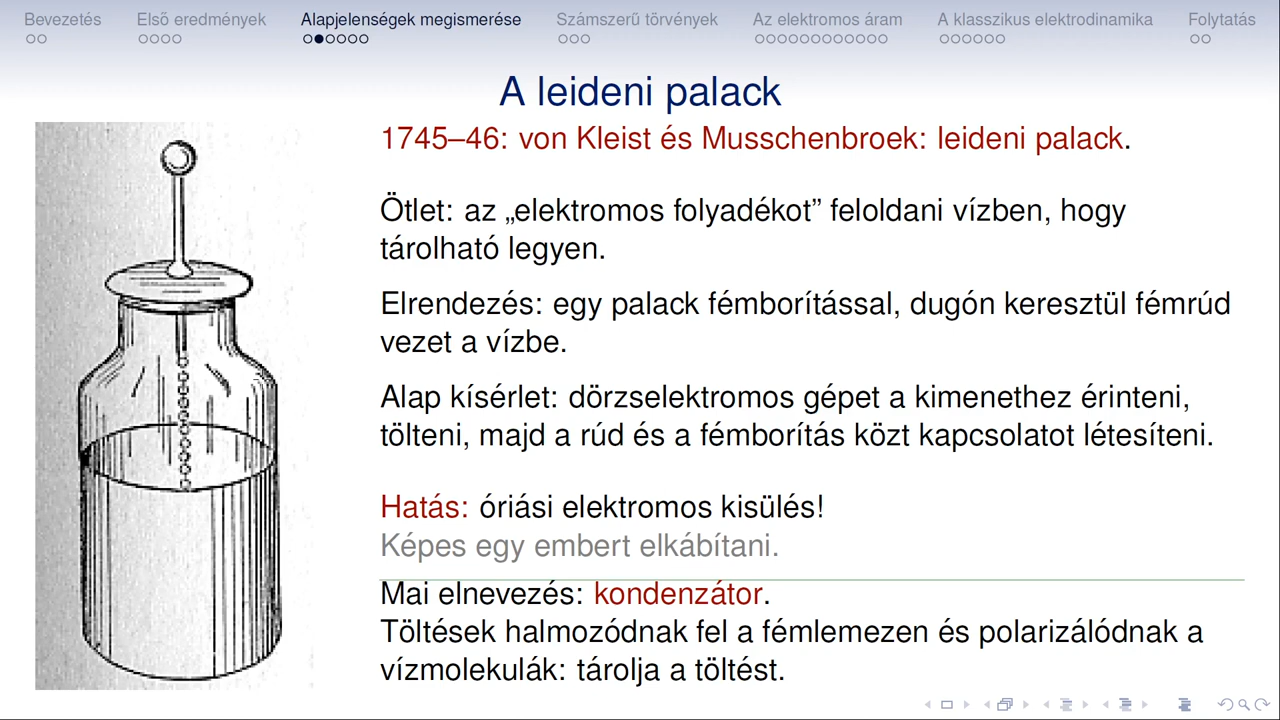 Bevezetés
Első eredmények
Alapjelenségek megismerése
Számszerű törvények
Az elektromos áram
A klasszikus elektrodinamika
Folytatás
A leideni palack
1745–46: von Kleist és Musschenbroek: leideni palack.
Ötlet: az „elektromos folyadékot” feloldani vízben, hogy
tárolható legyen.
Elrendezés: egy palack fémborítással, dugón keresztül fémrúd
vezet a vízbe.
Alap kísérlet: dörzselektromos gépet a kimenethez érinteni,
tölteni, majd a rúd és a fémborítás közt kapcsolatot létesíteni.
Hatás: óriási elektromos kisülés!
Képes egy embert elkábítani.
Mai elnevezés: kondenzátor.
Töltések halmozódnak fel a fémlemezen és polarizálódnak a
vízmolekulák: tárolja a töltést.